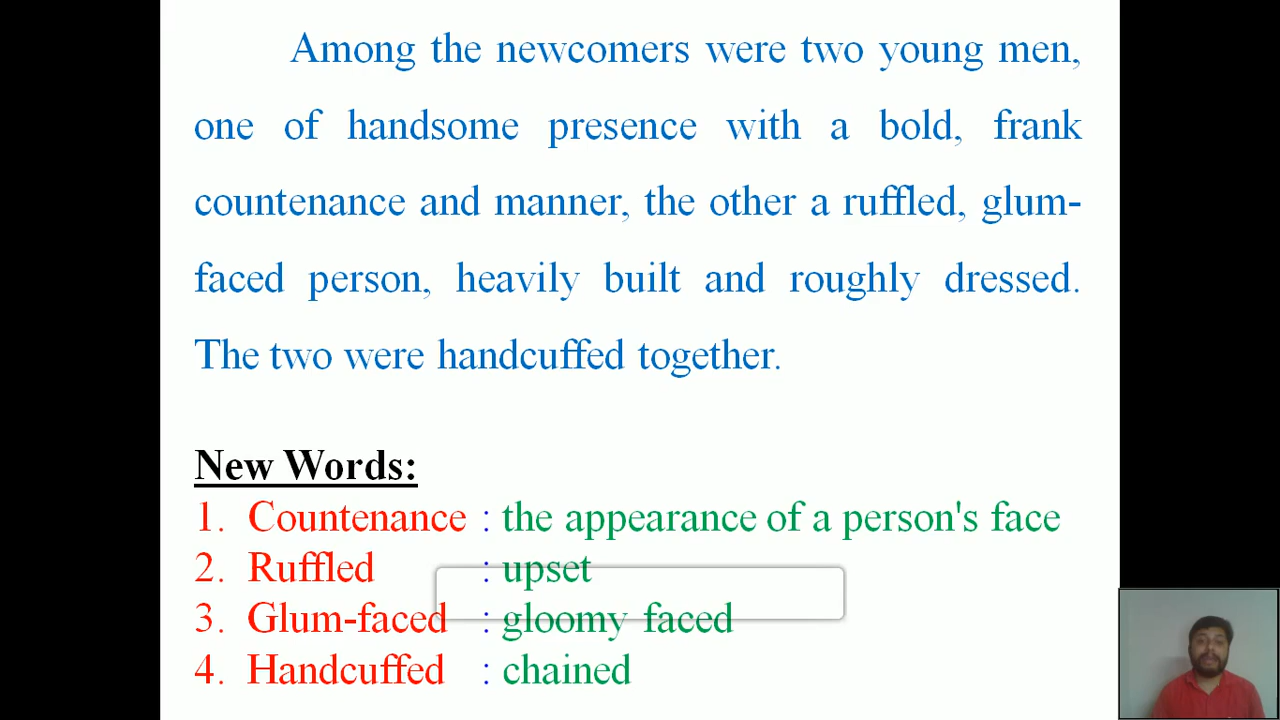 Among the newcomers were two young men,
one of handsome presence with a bold, frank
countenance and manner, the other a ruffled, glum-
faced person, heavily built and roughly dressed.
The two were handcuffed together.
New Words:
1. Countenance : the appearance of a person's face
2. Ruffled : upset
3. Glum-faced : gloomy faced
4. Handcuffed : chained